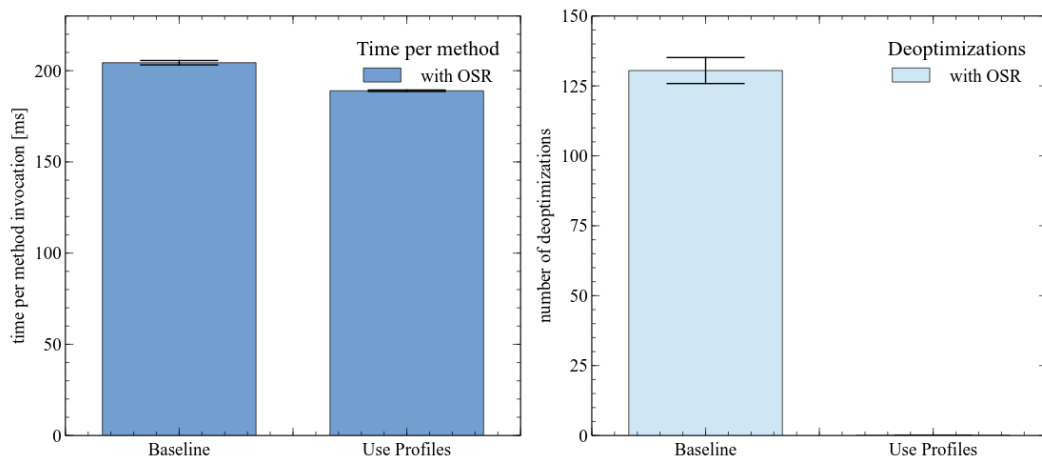 time per method invocation [ms]
200
150
100
50
0
Time per method
with OSR
Baseline
Use Profiles
number of deoptimizations
150
125
100
75
50
25
0
Deoptimizations
with OSR
Baseline
Use Profiles